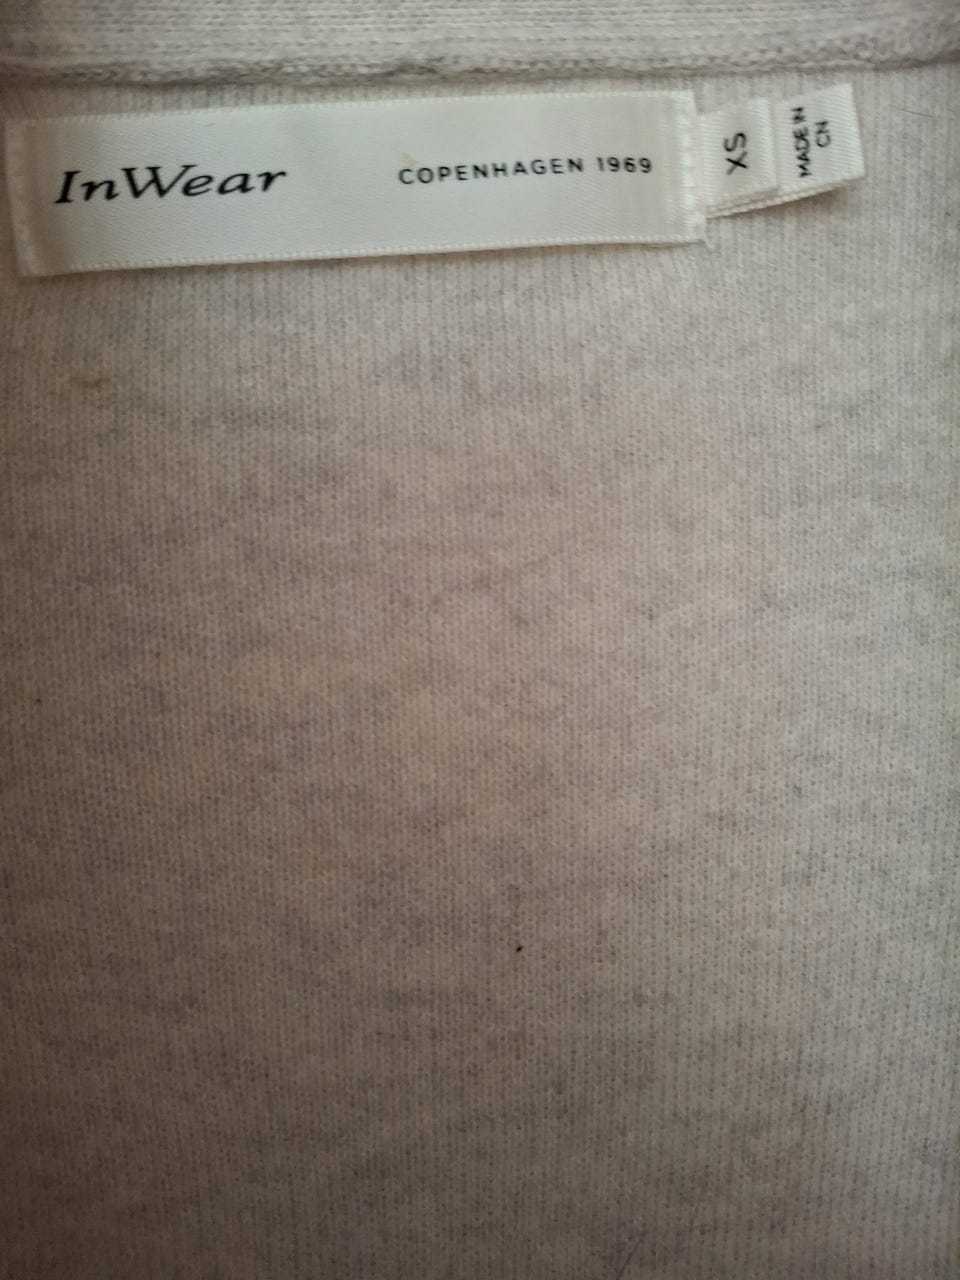 InWear
COPENHAGEN 1969
XS
MADE IN
CN